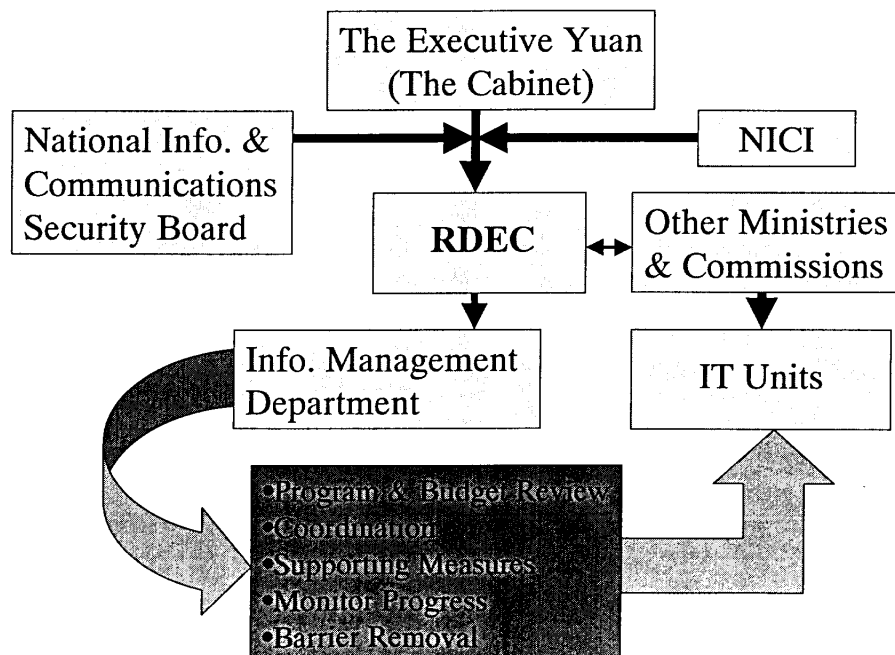 The Executive Yuan
(The Cabinet)
National Info. &
Communications
Security Board
NICI
RDEC
Other Ministries
& Commissions
Info. Management
Department
IT Units
•Program & Budget Review
•Coordination
•Supporting Measures
•Monitor Progress
•Barrier Removal